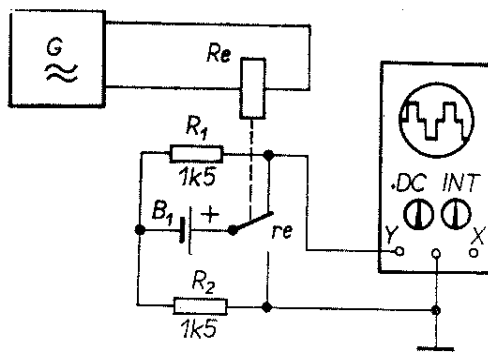 G
≈
Re
R1
1k5
B1 +
re
R2
1k5
.DC INT
Y X